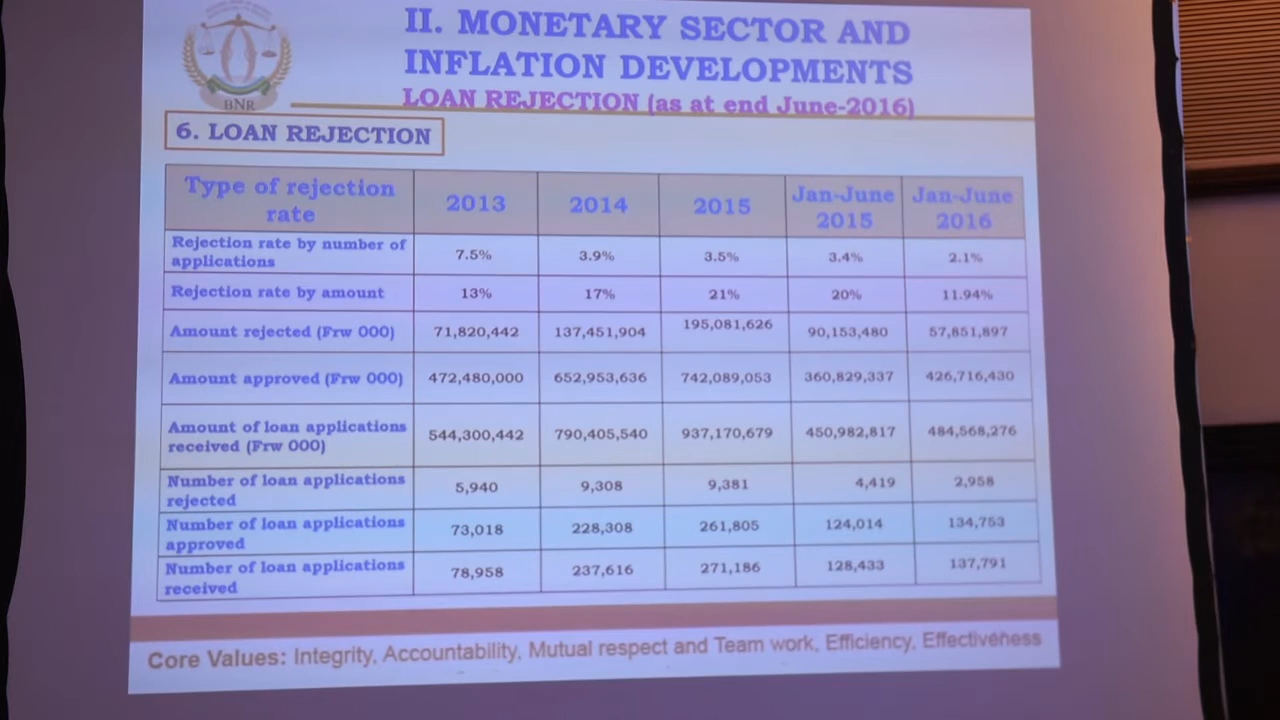 BNR
II. MONETARY SECTOR AND
INFLATION DEVELOPMENTS
LOAN REJECTION (as at end June-2016)
6. LOAN REJECTION
Type of rejection rate 2013 2014 2015 Jan-June 2015 Jan-June 2016
Rejection rate by number of applications 7.5% 3.9% 3.5% 3.4% 2.1%
Rejection rate by amount 13% 17% 21% 20% 11.94%
Amount rejected (Frw 000) 71,820,442 137,451,904 195,081,626 90,153,480 57,851,897
Amount approved (Frw 000) 472,480,000 652,953,636 742,089,053 360,829,337 426,716,430
Amount of loan applications received (Frw 000) 544,300,442 790,405,540 937,170,679 450,982,817 484,568,276
Number of loan applications rejected 5,940 9,308 9,381 4,419 2,958
Number of loan applications approved 73,018 228,308 261,805 124,014 134,753
Number of loan applications received 78,958 237,616 271,186 128,433 137,791
Core Values: Integrity, Accountability, Mutual respect and Team work, Efficiency, Effectiveness